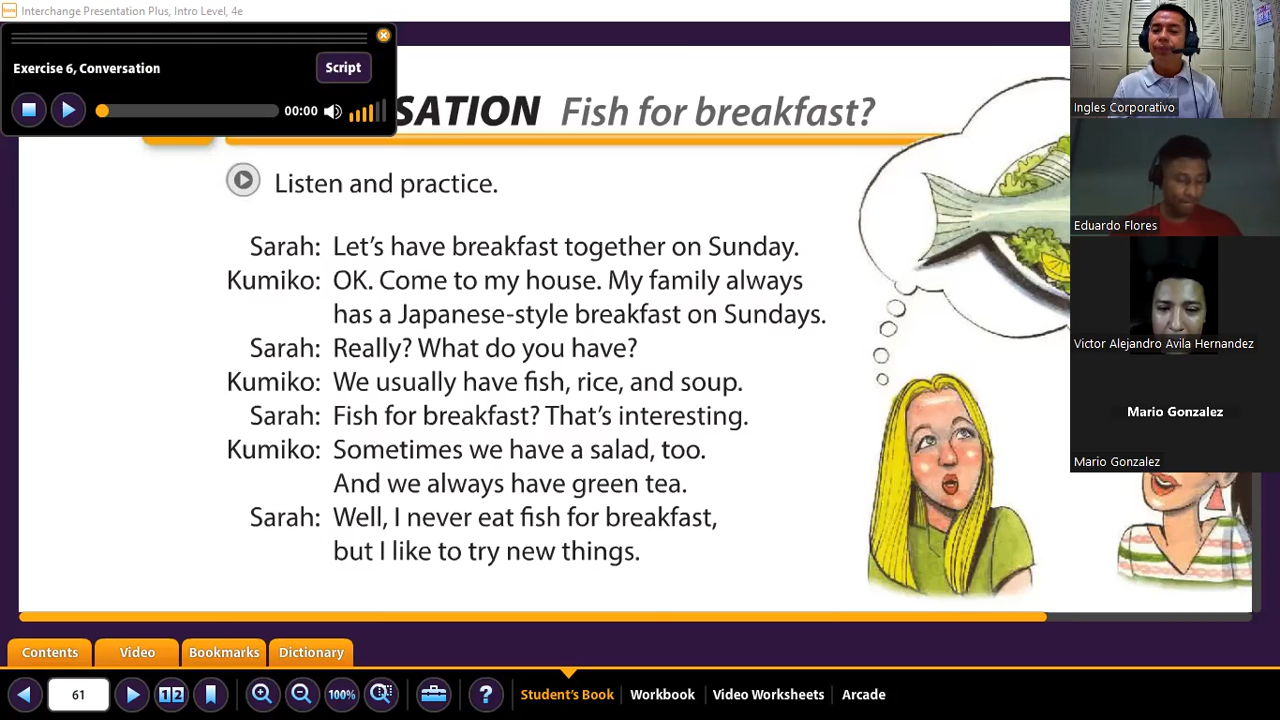 Interchange Presentation Plus, Intro Level, 4e
Exercise 6, Conversation
Script
00:00
SATION Fish for breakfast?
Listen and practice.
Sarah: Let's have breakfast together on Sunday.
Kumiko: OK. Come to my house. My family always
has a Japanese-style breakfast on Sundays.
Sarah: Really? What do you have?
Kumiko: We usually have fish, rice, and soup.
Sarah: Fish for breakfast? That's interesting.
Kumiko: Sometimes we have a salad, too.
And we always have green tea.
Sarah: Well, I never eat fish for breakfast,
but I like to try new things.
Ingles Corporativo
Eduardo Flores
Victor Alejandro Avila Hernandez
Mario Gonzalez
Mario Gonzalez
Contents Video Bookmarks Dictionary
61 12 100% ? Student's Book Workbook Video Worksheets Arcade